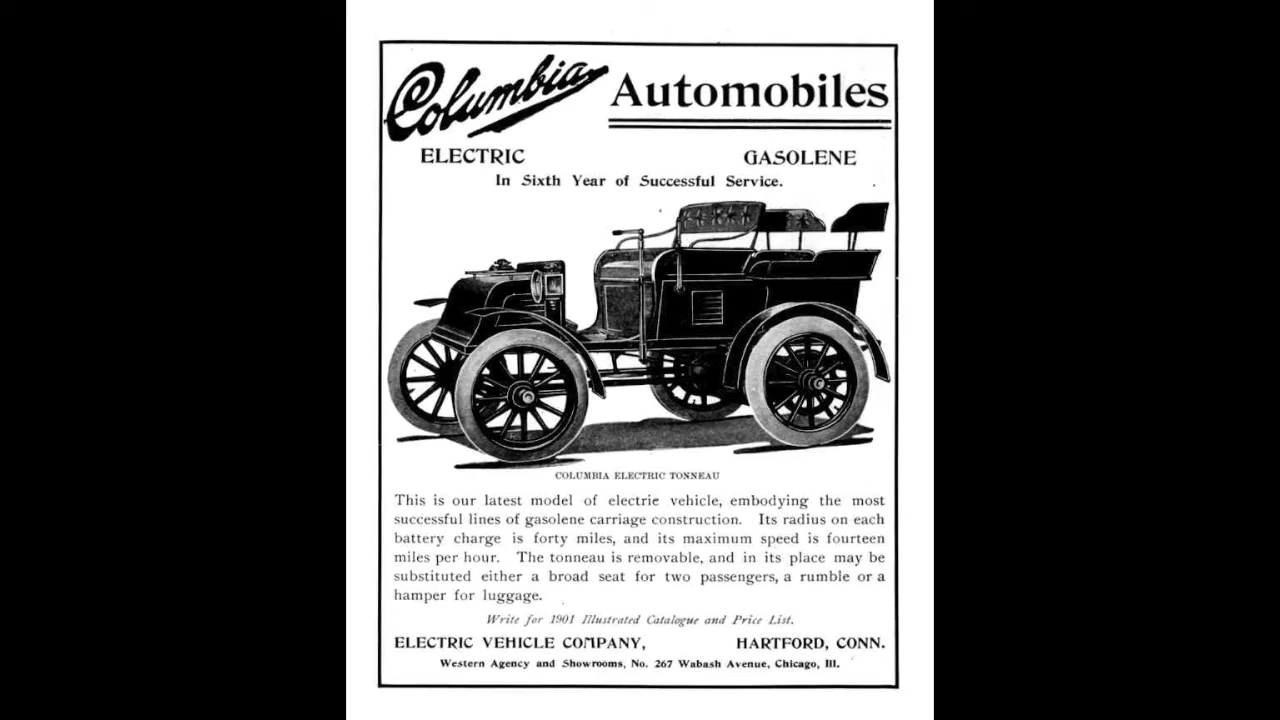 Columbia Automobiles
ELECTRIC GASOLENE
In Sixth Year of Successful Service.
COLUMBIA ELECTRIC TONNEAU
This is our latest model of electric vehicle, embodying the most
successful lines of gasolene carriage construction. Its radius on each
battery charge is forty miles, and its maximum speed is fourteen
miles per hour. The tonneau is removable, and in its place may be
substituted either a broad seat for two passengers, a rumble or a
hamper for luggage.
Write for 1901 Illustrated Catalogue and Price List.
ELECTRIC VEHICLE COMPANY, HARTFORD, CONN.
Western Agency and Showrooms, No. 267 Wabash Avenue, Chicago, Ill.